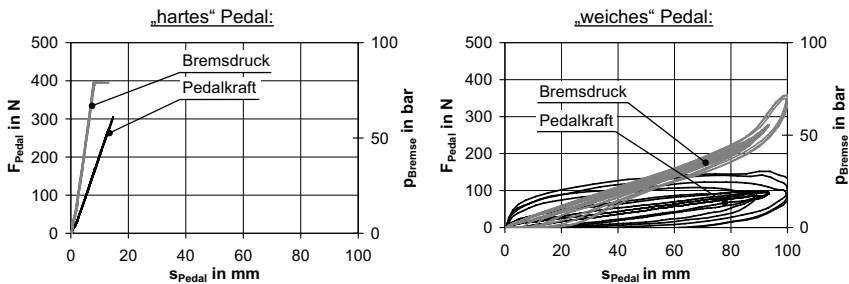 „hartes“ Pedal:
500
400
300
200
100
0
F_Pedal in N
100
50
0
p_Bremse in bar
0 20 40 60 80 100
s_Pedal in mm
Bremsdruck
Pedalkraft
„weiches“ Pedal:
500
400
300
200
100
0
F_Pedal in N
100
50
0
p_Bremse in bar
0 20 40 60 80 100
s_Pedal in mm
Bremsdruck
Pedalkraft